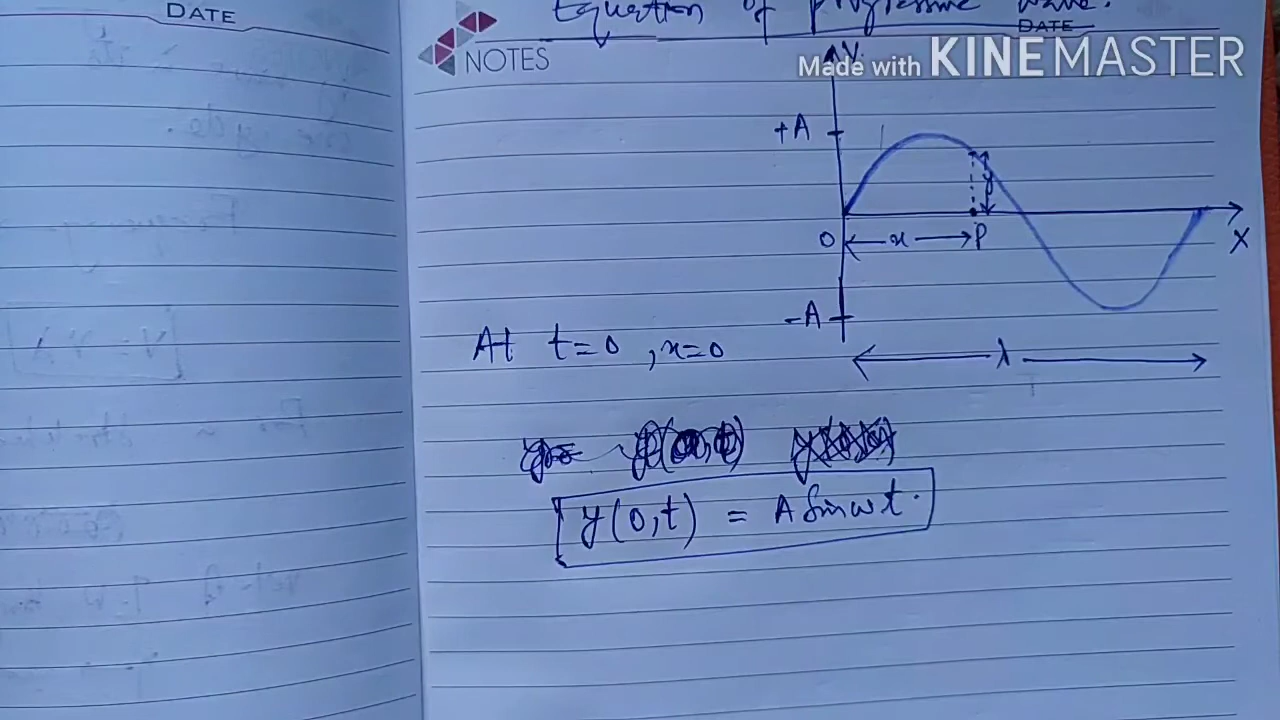 DATE
Equation of progressive wave.
NOTES
DATE
Made with KINEMASTER
Y
+A
y
O
x
P
X
-A
At t=0 , x=0
λ
y(0,t) = A Sin ωt.